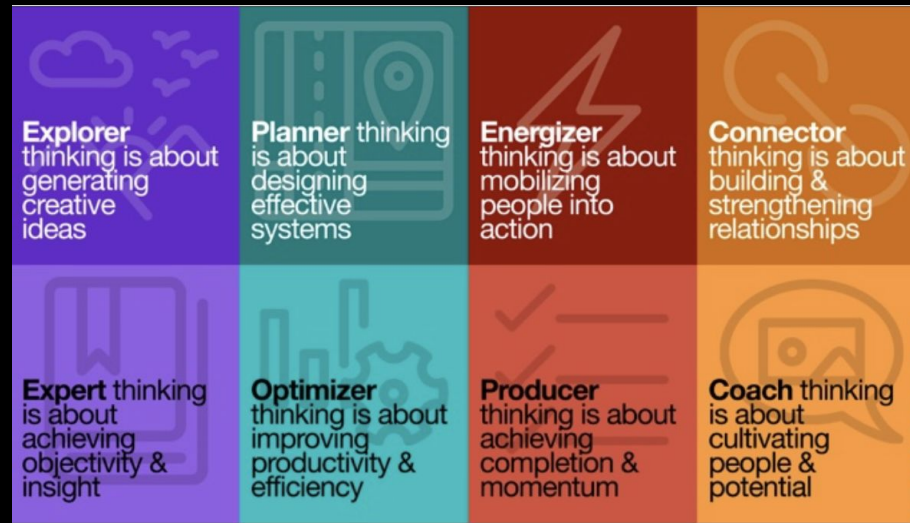 Explorer
thinking is about
generating
creative
ideas
Planner thinking
is about
designing
effective
systems
Energizer
thinking is about
mobilizing
people into
action
Connector
thinking is about
building &
strengthening
relationships
Expert thinking
is about
achieving
objectivity &
insight
Optimizer
thinking is about
improving
productivity &
efficiency
Producer
thinking is about
achieving
completion &
momentum
Coach thinking
is about
cultivating
people &
potential